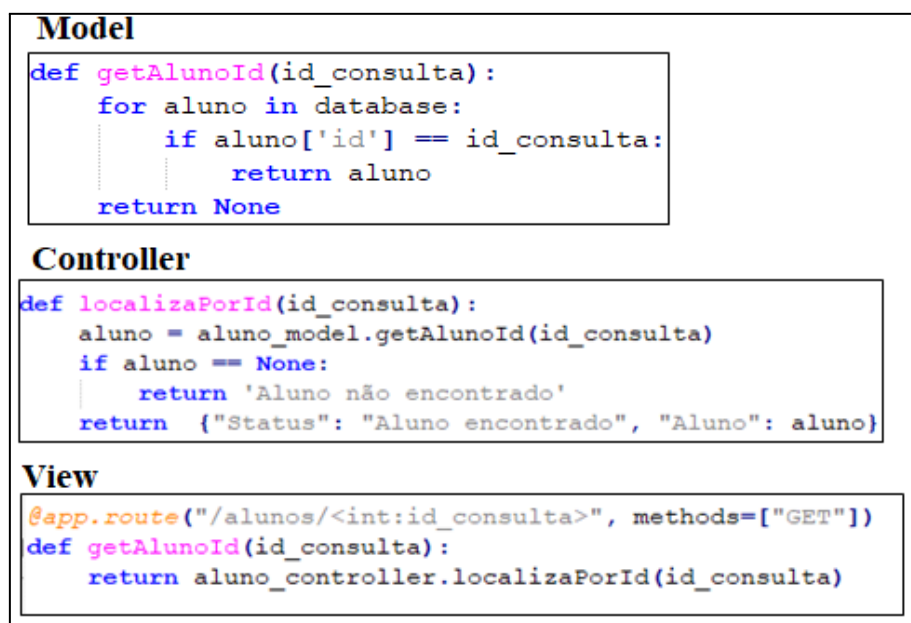 Model
def getAlunoId(id_consulta):
    for aluno in database:
        if aluno['id'] == id_consulta:
            return aluno
    return None
Controller
def localizaPorId(id_consulta):
    aluno = aluno_model.getAlunoId(id_consulta)
    if aluno == None:
        return 'Aluno não encontrado'
    return  {"Status": "Aluno encontrado", "Aluno": aluno}
View
@app.route("/alunos/<int:id_consulta>", methods=["GET"])
def getAlunoId(id_consulta):
    return aluno_controller.localizaPorId(id_consulta)